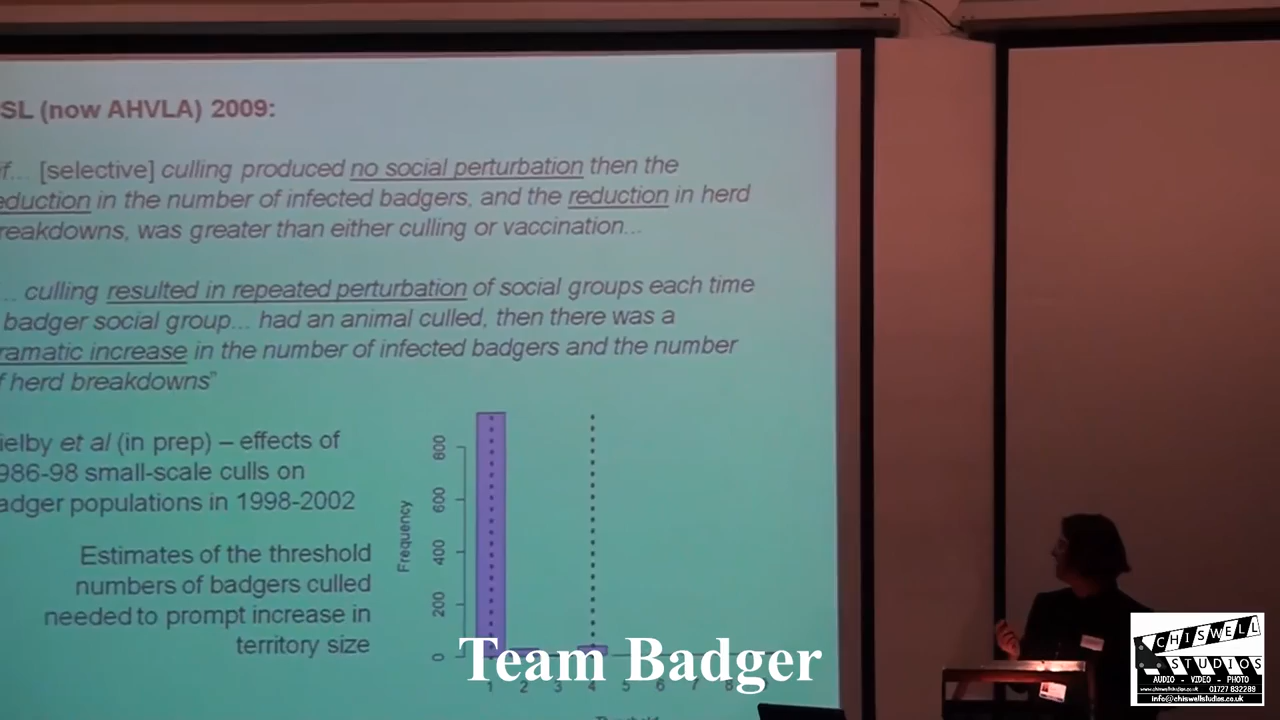 SL (now AHVLA) 2009:
f... [selective] culling produced no social perturbation then the
eduction in the number of infected badgers, and the reduction in herd
reakdowns, was greater than either culling or vaccination...
... culling resulted in repeated perturbation of social groups each time
badger social group... had an animal culled, then there was a
ramatic increase in the number of infected badgers and the number
f herd breakdowns”
ielby et al (in prep) – effects of
986-98 small-scale culls on
adger populations in 1998-2002
Estimates of the threshold
numbers of badgers culled
needed to prompt increase in
territory size
Frequency
800
600
400
200
0
1 2 3 4 5 6 7 8
Team Badger
CHISWELL
STUDIOS
AUDIO - VIDEO - PHOTO
www.chiswellstudios.co.uk 01727 832289
info@chiswellstudios.co.uk